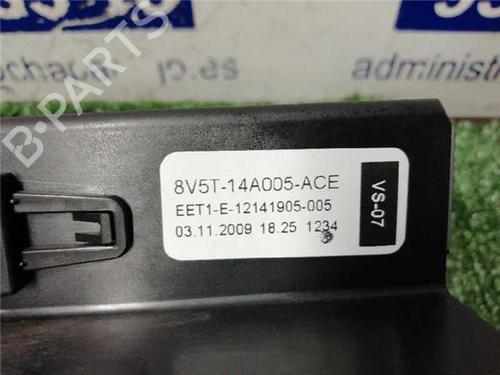 administ
B-PARTS
8V5T-14A005-ACE
EET1-E-12141905-005
03.11.2009 18.25 1234
VS-07